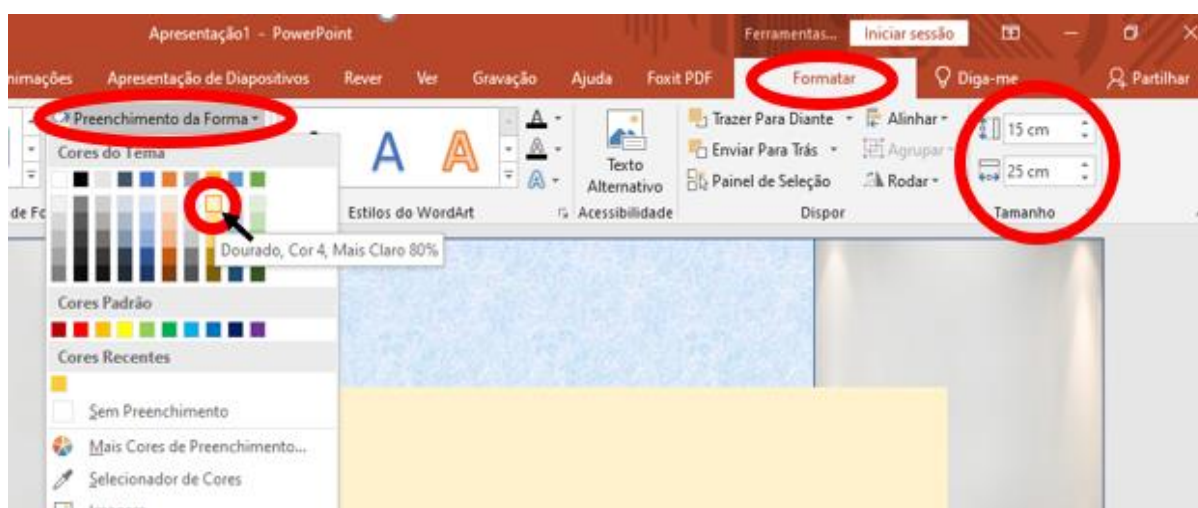 Apresentação1 - PowerPoint
Ferramentas...
Iniciar sessão
nimações
Apresentação de Diapositivos
Rever
Ver
Gravação
Ajuda
Foxit PDF
Formatar
Diga-me
Partilhar
Preenchimento da Forma
Cores do Tema
Dourado, Cor 4, Mais Claro 80%
Cores Padrão
Cores Recentes
Sem Preenchimento
Mais Cores de Preenchimento...
Selecionador de Cores
de Fo
A A
A
A
A
Estilos do WordArt
Texto
Alternativo
Acessibilidade
Trazer Para Diante
Enviar Para Trás
Painel de Seleção
Alinhar
Agrupar
Rodar
Dispor
15 cm
25 cm
Tamanho